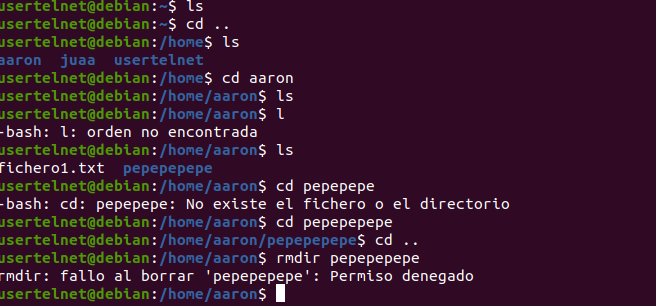 usertelnet@debian:~$ ls
usertelnet@debian:~$ cd ..
usertelnet@debian:/home$ ls
aaron  juaa  usertelnet
usertelnet@debian:/home$ cd aaron
usertelnet@debian:/home/aaron$ ls
usertelnet@debian:/home/aaron$ l
-bash: l: orden no encontrada
usertelnet@debian:/home/aaron$ ls
fichero1.txt  pepepepepe
usertelnet@debian:/home/aaron$ cd pepepepe
-bash: cd: pepepepe: No existe el fichero o el directorio
usertelnet@debian:/home/aaron$ cd pepepepepe
usertelnet@debian:/home/aaron/pepepepepe$ cd ..
usertelnet@debian:/home/aaron$ rmdir pepepepepe
rmdir: fallo al borrar 'pepepepepe': Permiso denegado
usertelnet@debian:/home/aaron$